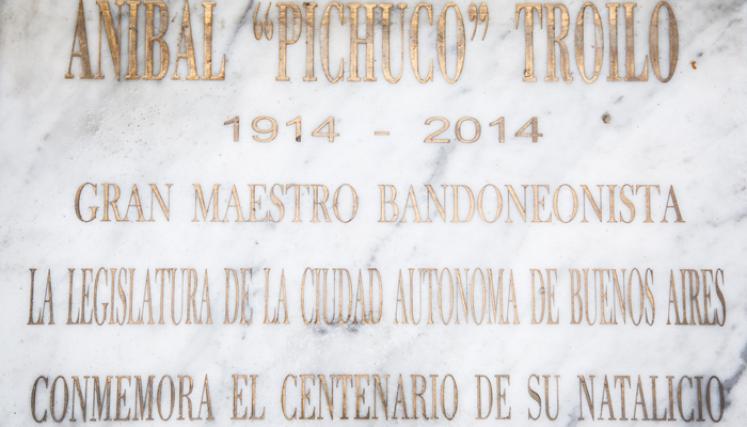 ANIBAL "PICHUCO" TROILO
1914 - 2014
GRAN MAESTRO BANDONEONISTA
LA LEGISLATURA DE LA CIUDAD AUTONOMA DE BUENOS AIRES
CONMEMORA EL CENTENARIO DE SU NATALICIO